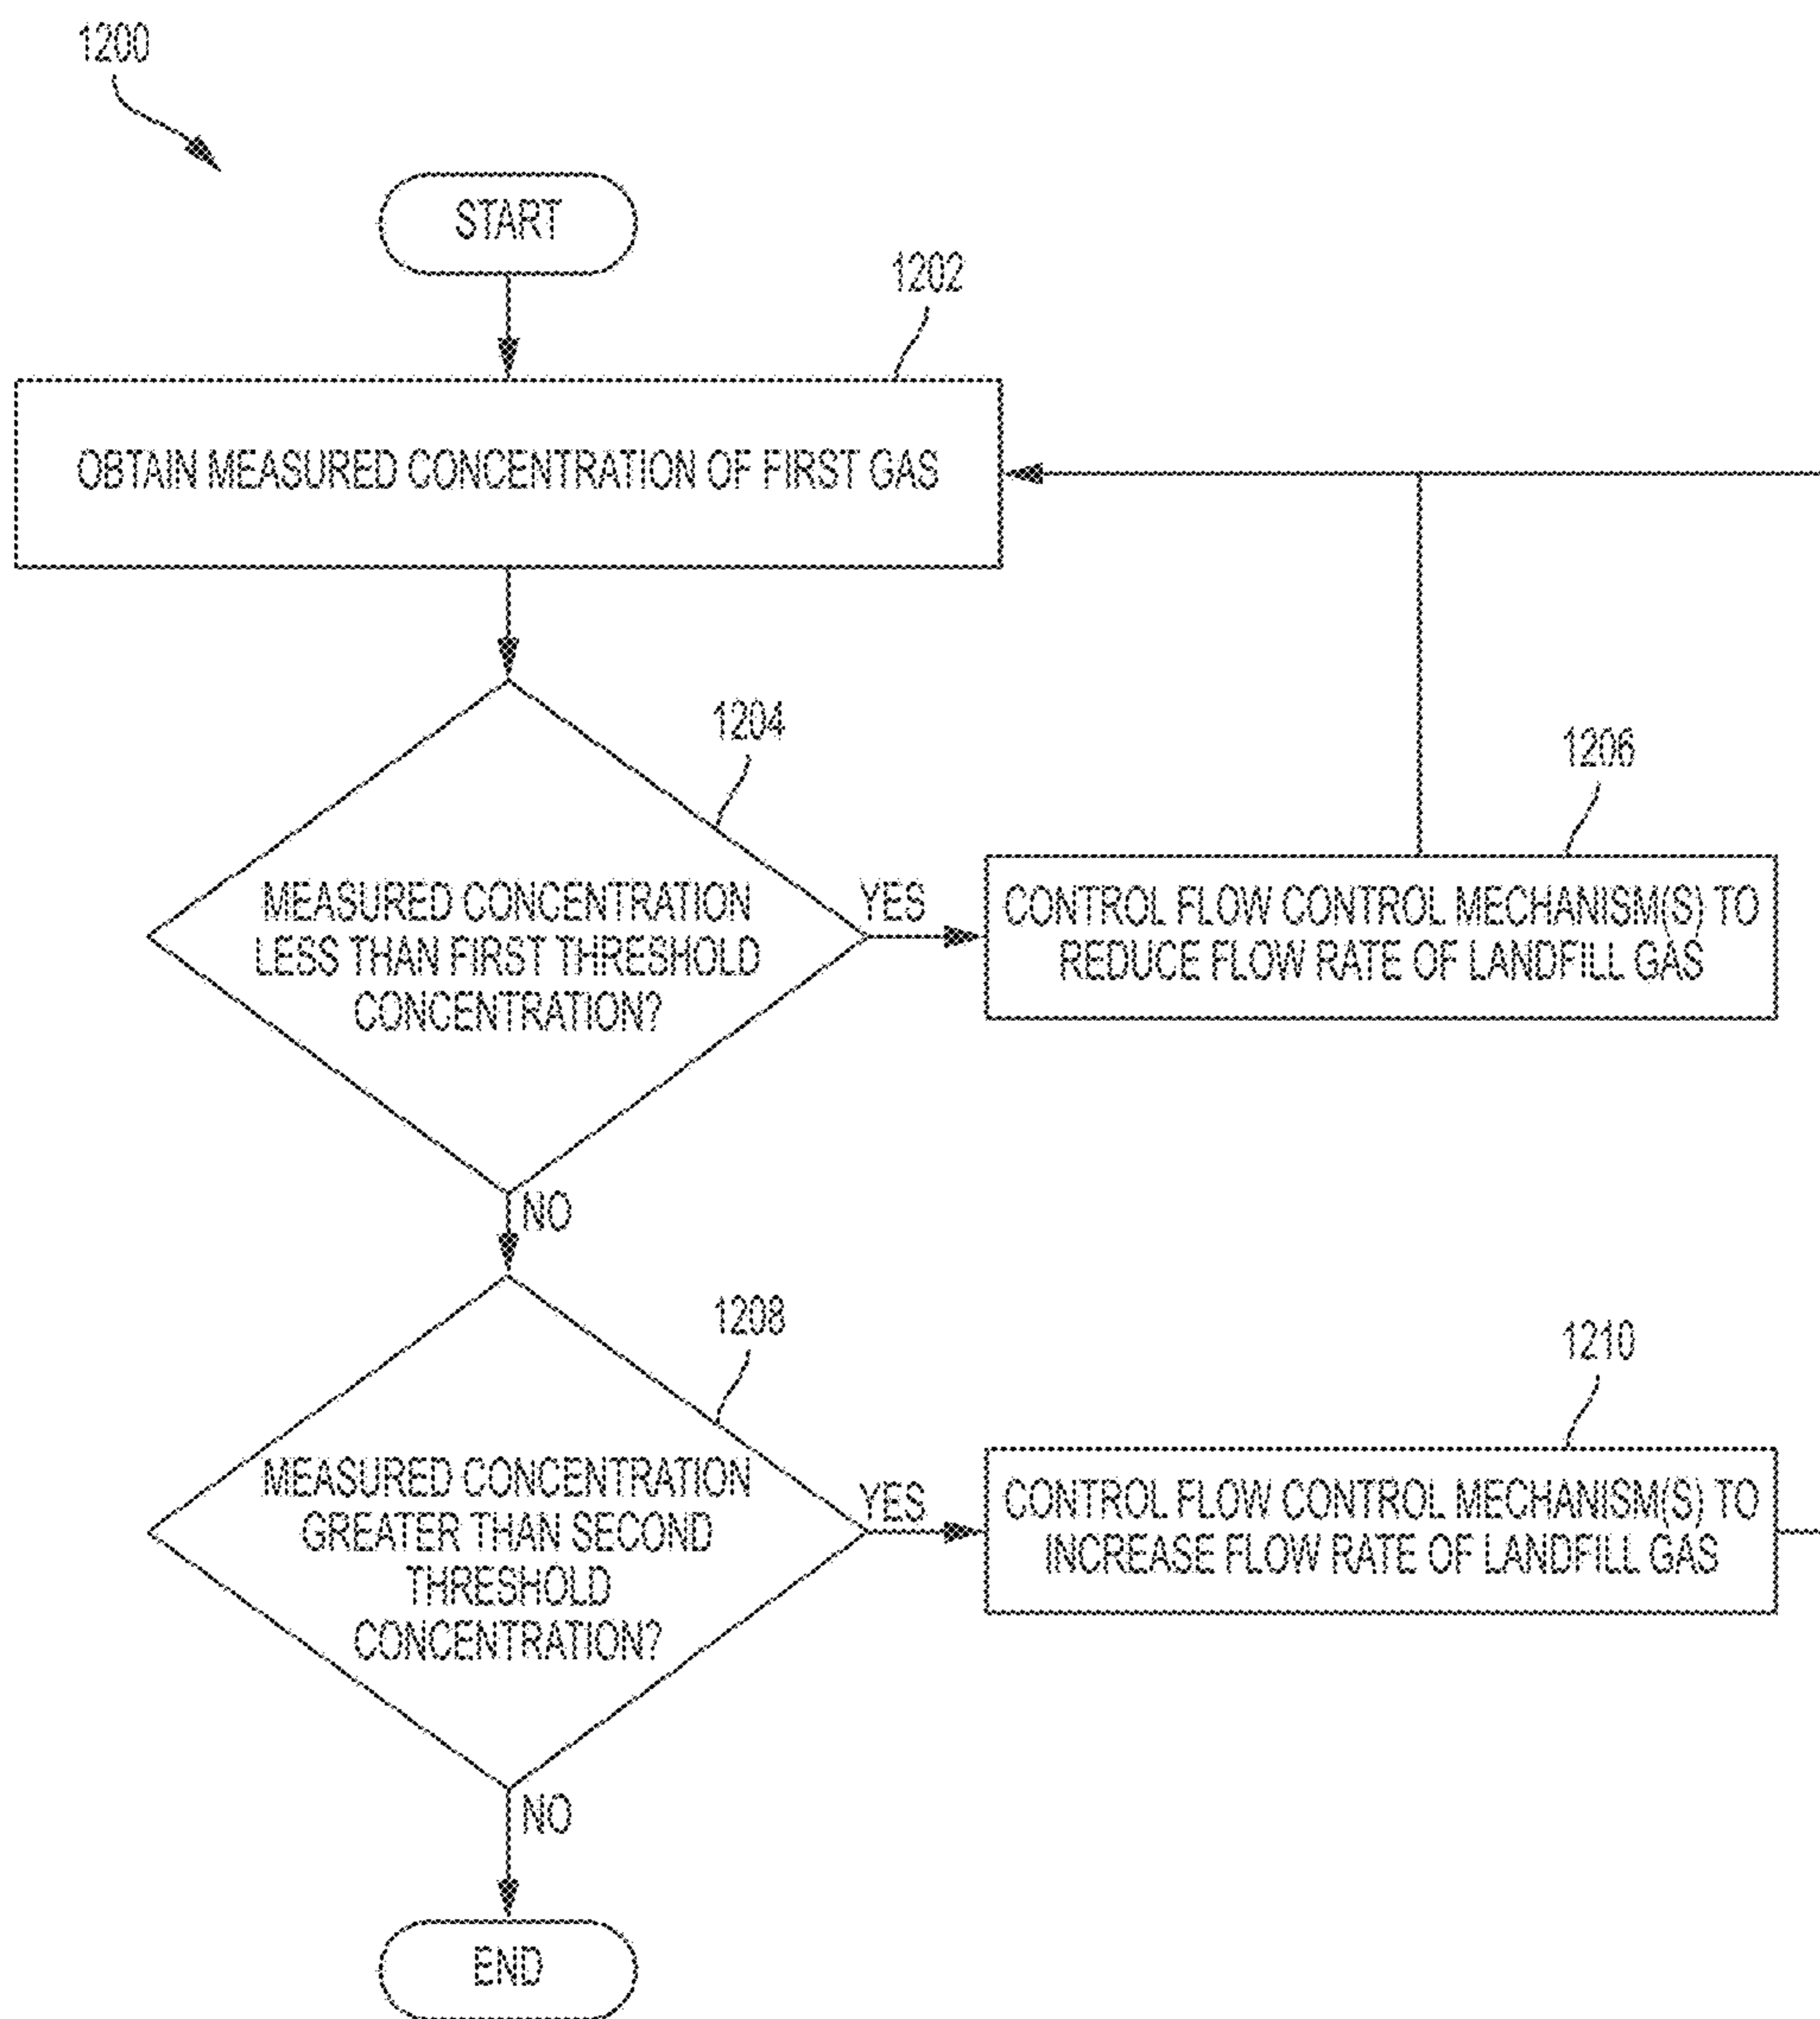 1200
START
1202
OBTAIN MEASURED CONCENTRATION OF FIRST GAS
1204
MEASURED CONCENTRATION
LESS THAN FIRST THRESHOLD
CONCENTRATION?
YES
1206
CONTROL FLOW CONTROL MECHANISM(S) TO
REDUCE FLOW RATE OF LANDFILL GAS
NO
1208
MEASURED CONCENTRATION
GREATER THAN SECOND
THRESHOLD
CONCENTRATION?
YES
1210
CONTROL FLOW CONTROL MECHANISM(S) TO
INCREASE FLOW RATE OF LANDFILL GAS
NO
END